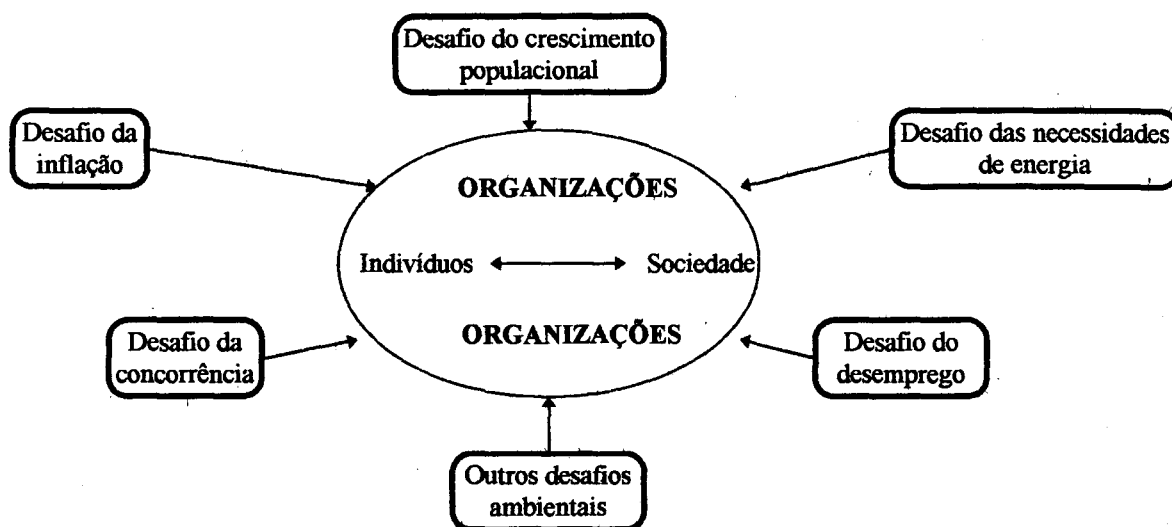 Desafio do crescimento
populacional
Desafio da
inflação
Desafio das necessidades
de energia
ORGANIZAÇÕES
Indivíduos
Sociedade
ORGANIZAÇÕES
Desafio da
concorrência
Desafio do
desemprego
Outros desafios
ambientais